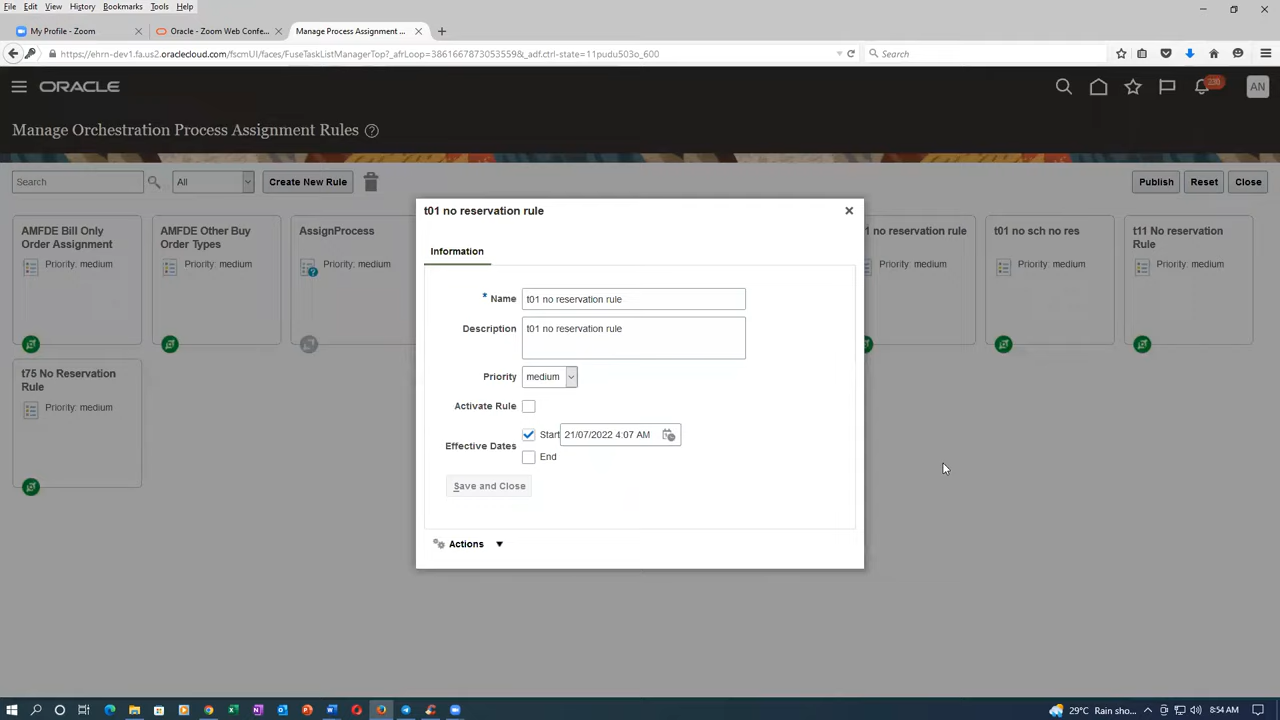 File Edit View History Bookmarks Tools Help
My Profile - Zoom
Oracle - Zoom Web Confe...
Manage Process Assignment ...
https://ehrn-dev1.fa.us2.oraclecloud.com/fscmUI/faces/FuseTaskListManagerTop?_afrLoop=38616678730535598&_adf.ctrl-state=11pudu503o_600
Search
ORACLE
AN
Manage Orchestration Process Assignment Rules
Search
All
Create New Rule
Publish
Reset
Close
AMFDE Bill Only
Order Assignment
Priority: medium
AMFDE Other Buy
Order Types
Priority: medium
AssignProcess
Priority: medium
1 no reservation rule
medium
t01 no sch no res
Priority: medium
t11 No reservation
Rule
Priority: medium
t75 No Reservation
Rule
Priority: medium
t01 no reservation rule
Information
* Name t01 no reservation rule
Description t01 no reservation rule
Priority medium
Activate Rule
Effective Dates
Start 21/07/2022 4:07 AM
End
Save and Close
Actions
29°C Rain sho...
8:54 AM